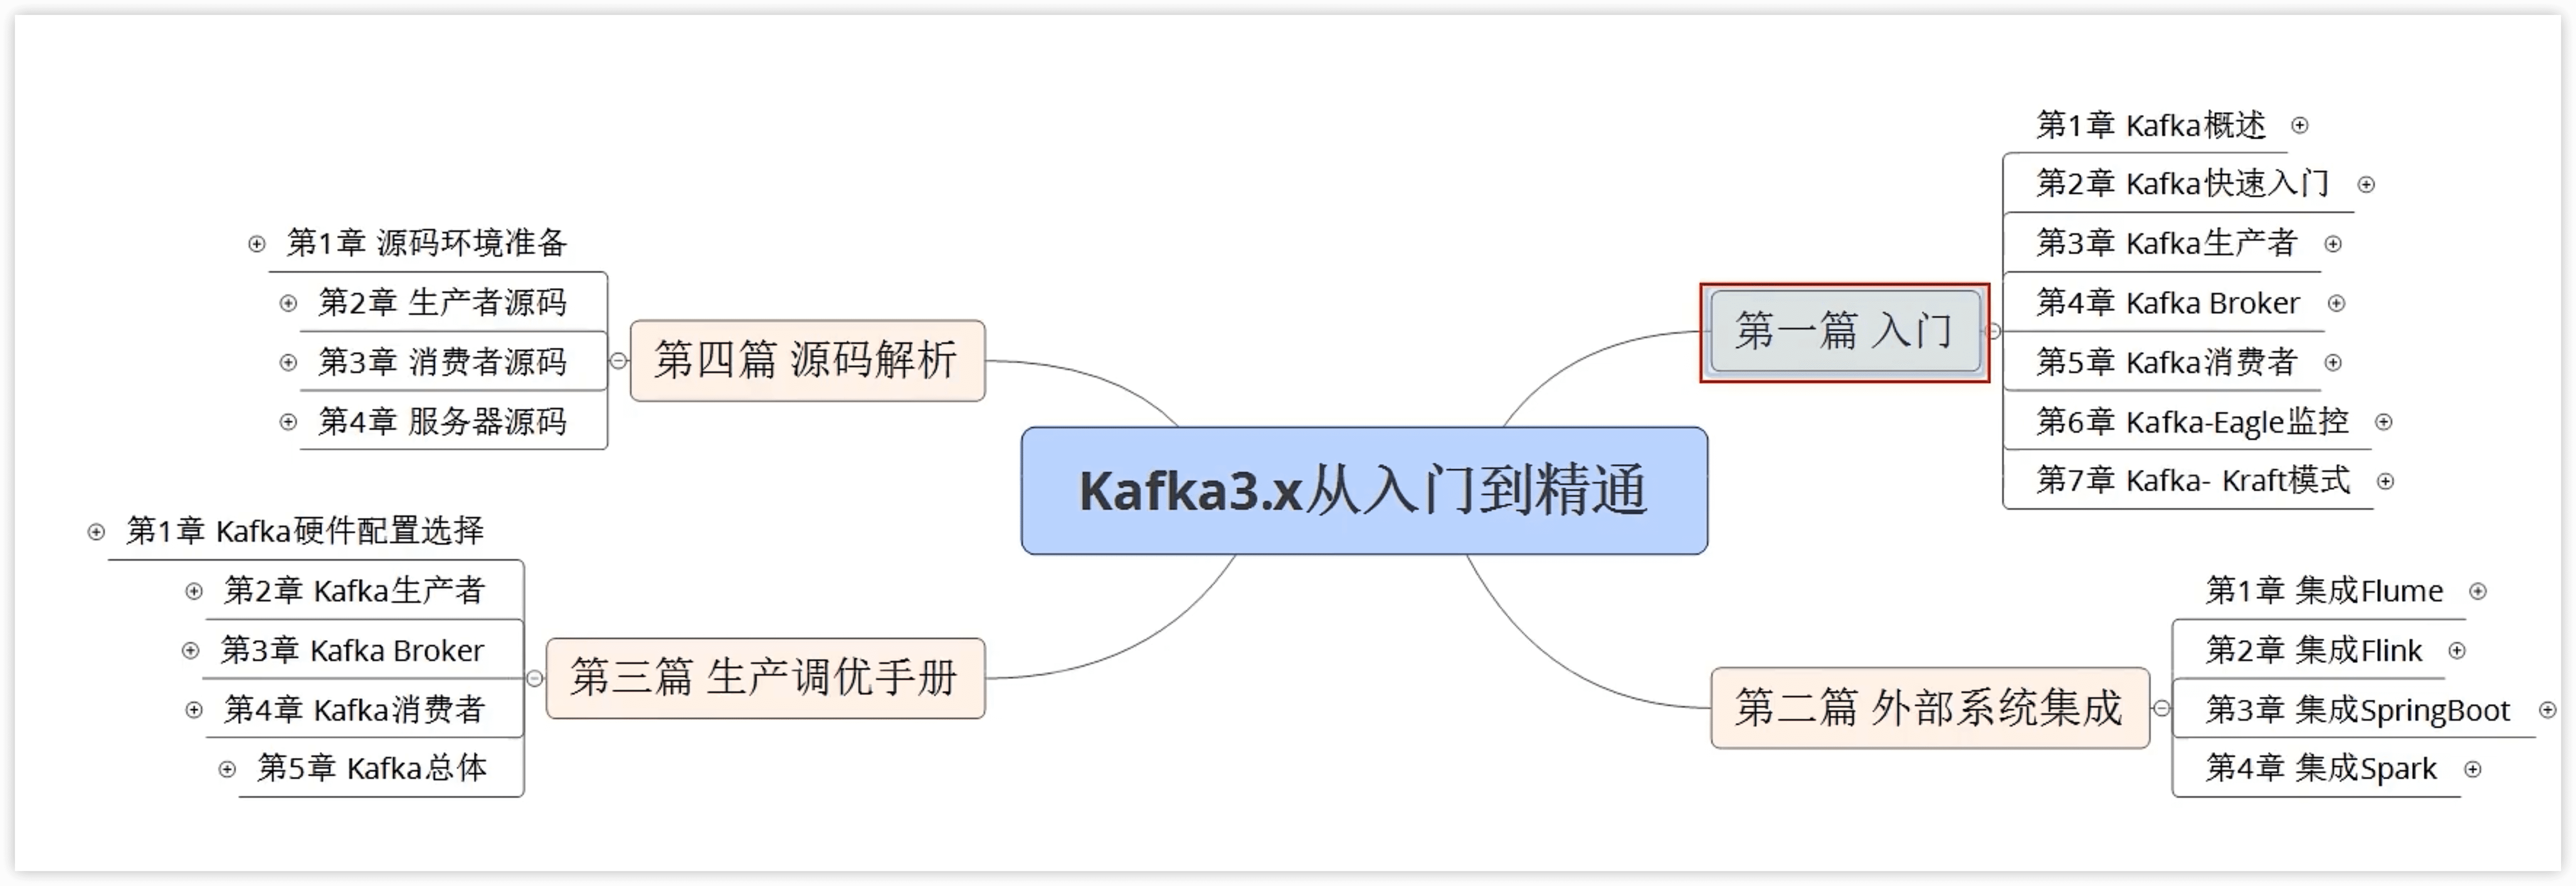 Kafka3.x从入门到精通
第一篇 入门
第1章 Kafka概述
第2章 Kafka快速入门
第3章 Kafka生产者
第4章 Kafka Broker
第5章 Kafka消费者
第6章 Kafka-Eagle监控
第7章 Kafka- Kraft模式
第二篇 外部系统集成
第1章 集成Flume
第2章 集成Flink
第3章 集成SpringBoot
第4章 集成Spark
第三篇 生产调优手册
第1章 Kafka硬件配置选择
第2章 Kafka生产者
第3章 Kafka Broker
第4章 Kafka消费者
第5章 Kafka总体
第四篇 源码解析
第1章 源码环境准备
第2章 生产者源码
第3章 消费者源码
第4章 服务器源码